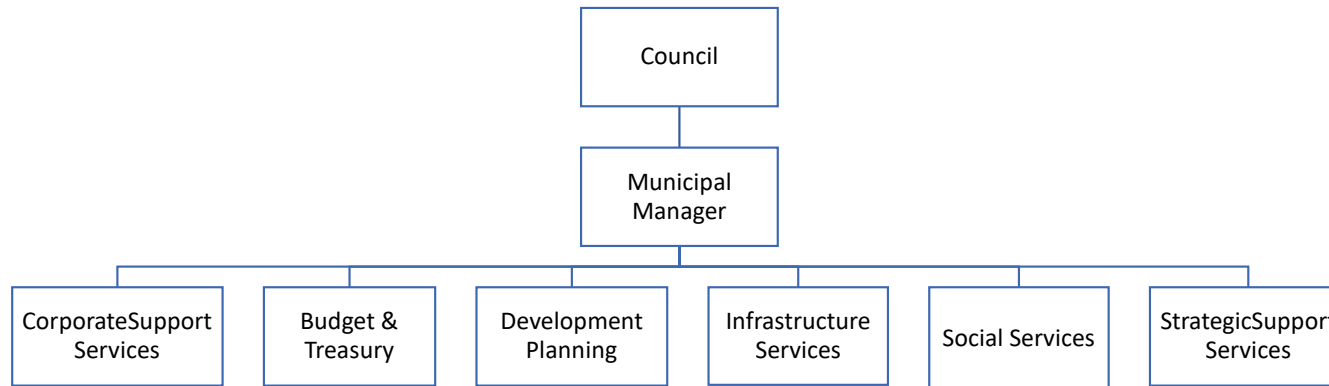 Council
Municipal
Manager
CorporateSupport
Services
Budget &
Treasury
Development
Planning
Infrastructure
Services
Social Services
StrategicSupport
Services